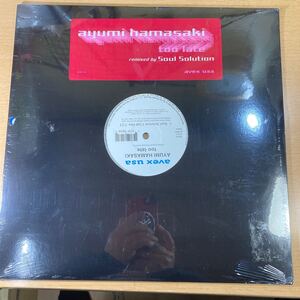 ayumi hamasaki
too late
remixed by Soul Solution
avex usa
avex usa
AYUMI HAMASAKI
too late